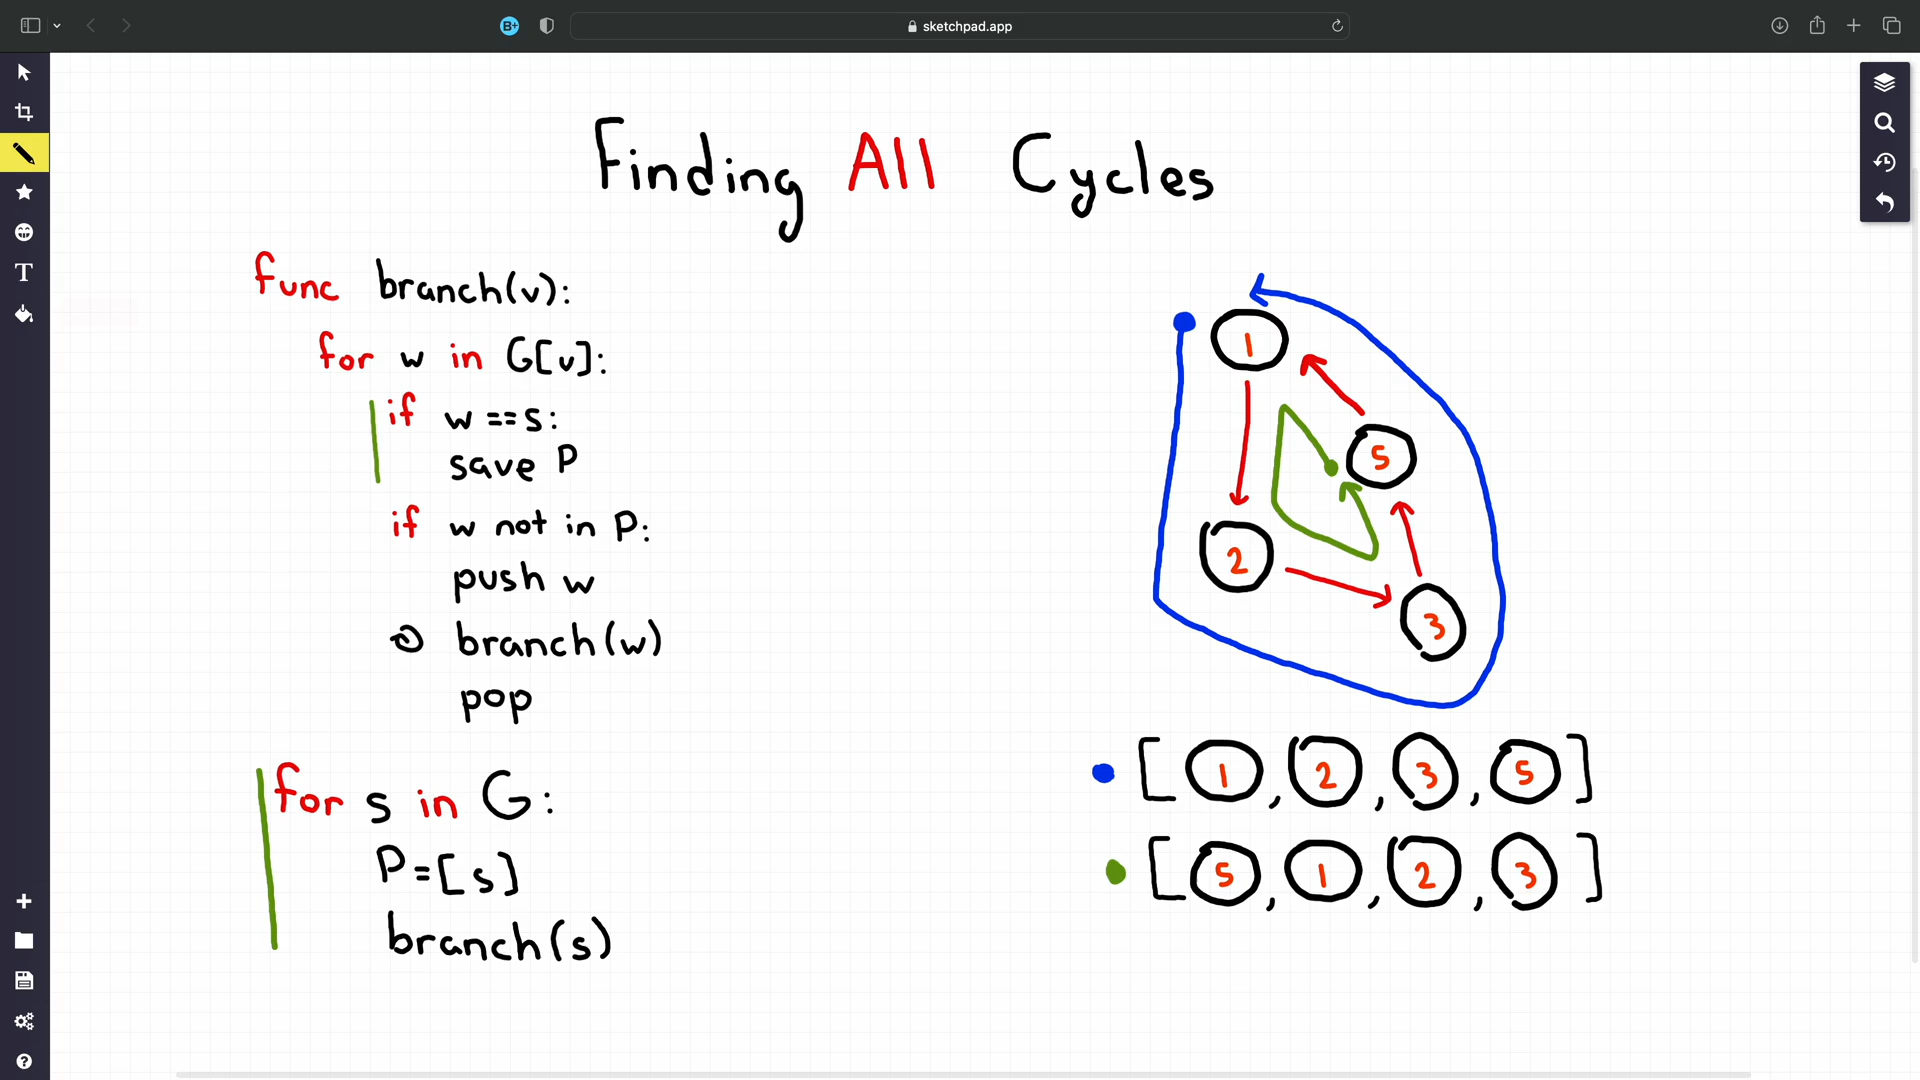 sketchpad.app
Finding All Cycles
func branch(v):
for w in G[v]:
if w == s:
save P
if w not in P:
push w
branch(w)
pop
for s in G:
P=[s]
branch(s)
1
5
2
3
[1, 2, 3, 5]
[5, 1, 2, 3]
B+
T
?